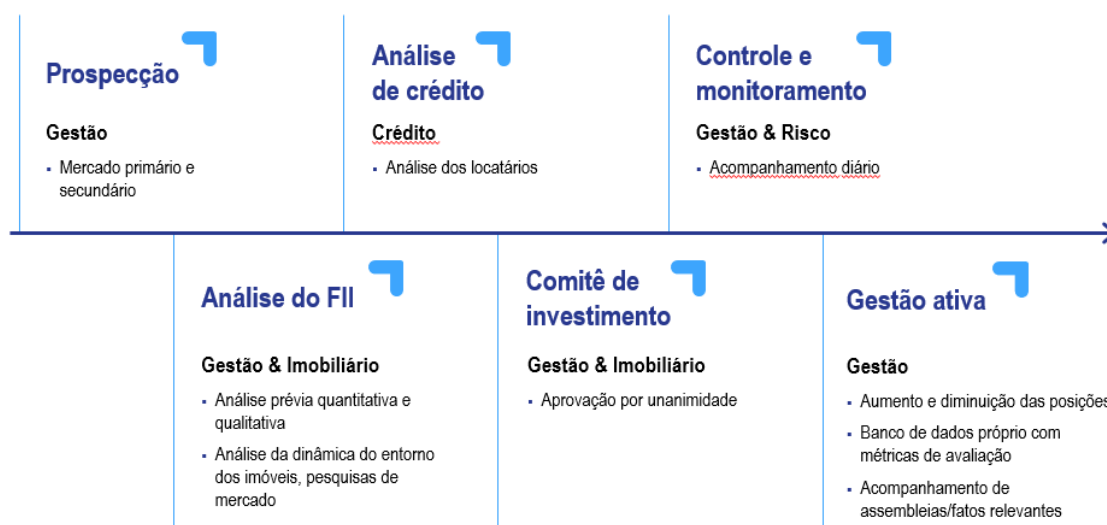 Prospecção
Gestão
▪ Mercado primário e
secundário
Análise
de crédito
Crédito
▪ Análise dos locatários
Controle e
monitoramento
Gestão & Risco
▪ Acompanhamento diário
Análise do FII
Gestão & Imobiliário
▪ Análise prévia quantitativa e
qualitativa
▪ Análise da dinâmica do entorno
dos imóveis, pesquisas de
mercado
Comitê de
investimento
Gestão & Imobiliário
▪ Aprovação por unanimidade
Gestão ativa
Gestão
▪ Aumento e diminuição das posições
▪ Banco de dados próprio com
métricas de avaliação
▪ Acompanhamento de
assembleias/fatos relevantes